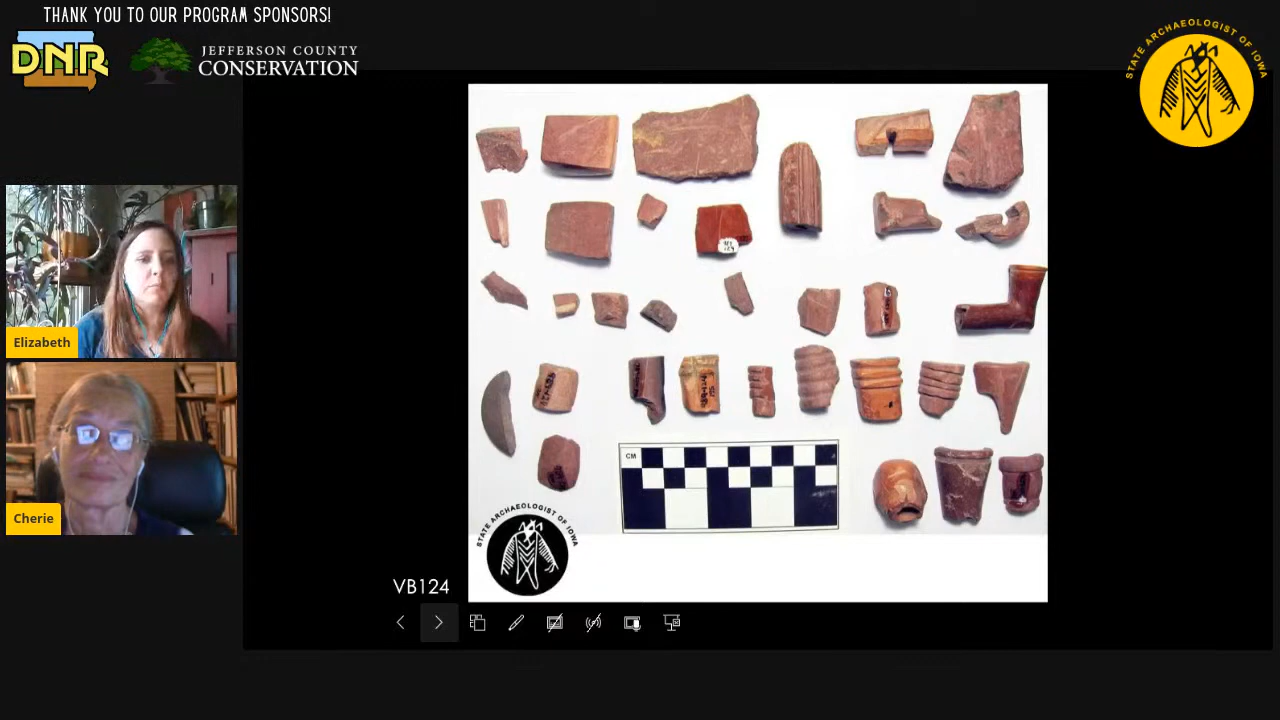 THANK YOU TO OUR PROGRAM SPONSORS!
DNR
JEFFERSON COUNTY
CONSERVATION
STATE ARCHAEOLOGIST OF IOWA
Elizabeth
Cherie
CM
STATE ARCHAEOLOGIST OF IOWA
VB124